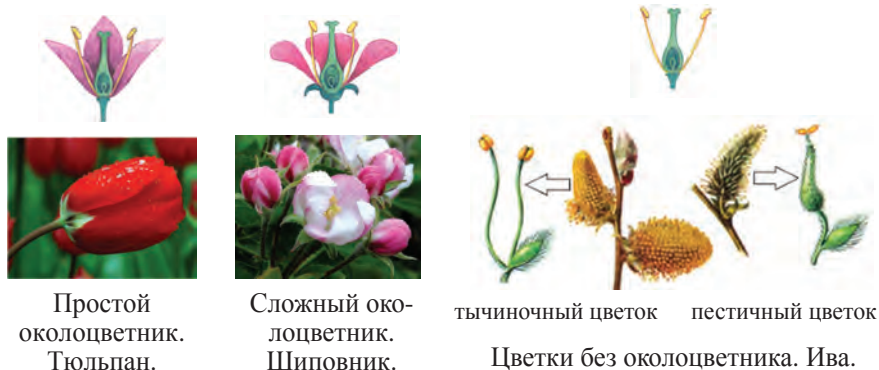 Простой
околоцветник.
Тюльпан.
Сложный око-
лоцветник.
Шиповник.
тычиночный цветок
пестичный цветок
Цветки без околоцветника. Ива.